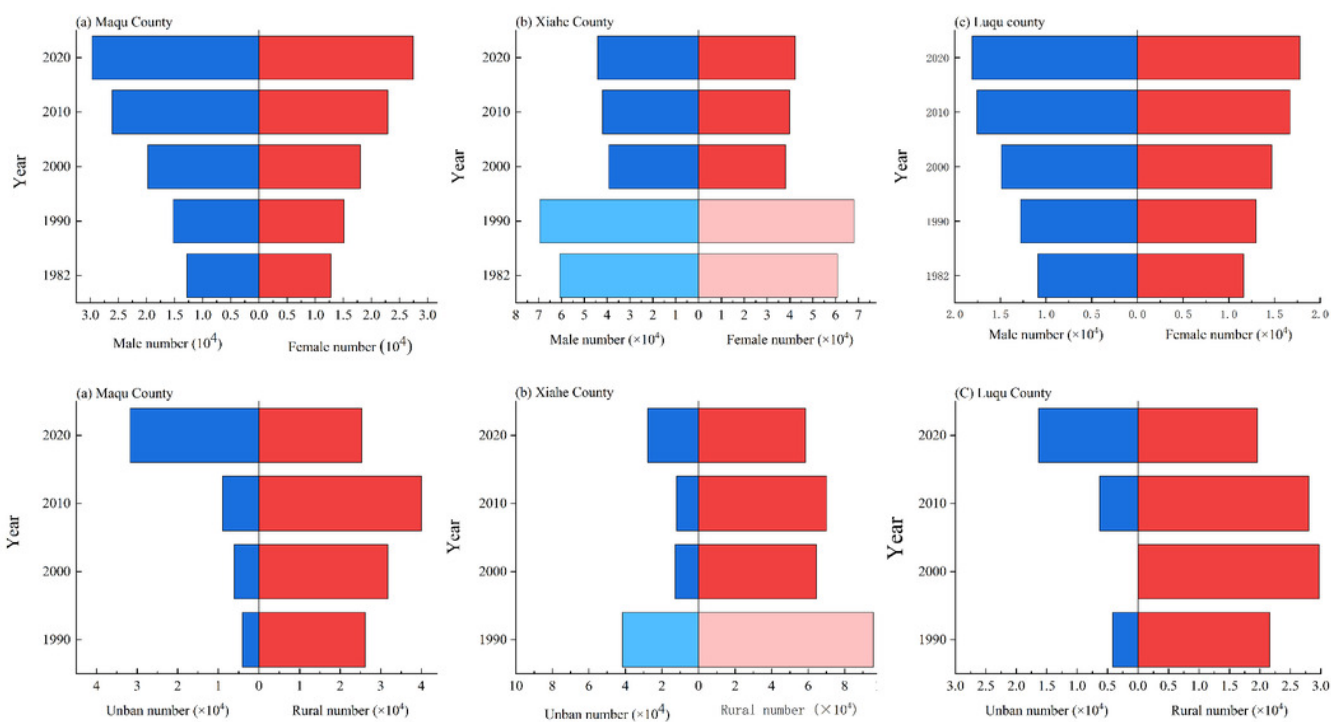 (a) Maqu County
2020
2010
2000
1990
1982
Year
3.0 2.5 2.0 1.5 1.0 0.5 0.0 0.5 1.0 1.5 2.0 2.5 3.0
Male number (10⁴) Female number (10⁴)
(b) Xiahe County
2020
2010
2000
1990
1982
Year
8 7 6 5 4 3 2 1 0 1 2 3 4 5 6 7
Male number (×10⁴) Female number (×10⁴)
(c) Luqu county
2020
2010
2000
1990
1982
Year
2.0 1.5 1.0 0.5 0.0 0.5 1.0 1.5 2.0
Male number (×10⁴) Female number (×10⁴)
(a) Maqu County
2020
2010
2000
1990
Year
4 3 2 1 0 1 2 3 4
Unban number (×10⁴) Rural number (×10⁴)
(b) Xiahe County
2020
2010
2000
1990
Year
10 8 6 4 2 0 2 4 6 8
Unban number (×10⁴) Rural number (×10⁴)
(C) Luqu County
2020
2010
2000
1990
Year
3.0 2.5 2.0 1.5 1.0 0.5 0.0 0.5 1.0 1.5 2.0 2.5 3.0
Unban number (×10⁴) Rural number (×10⁴)